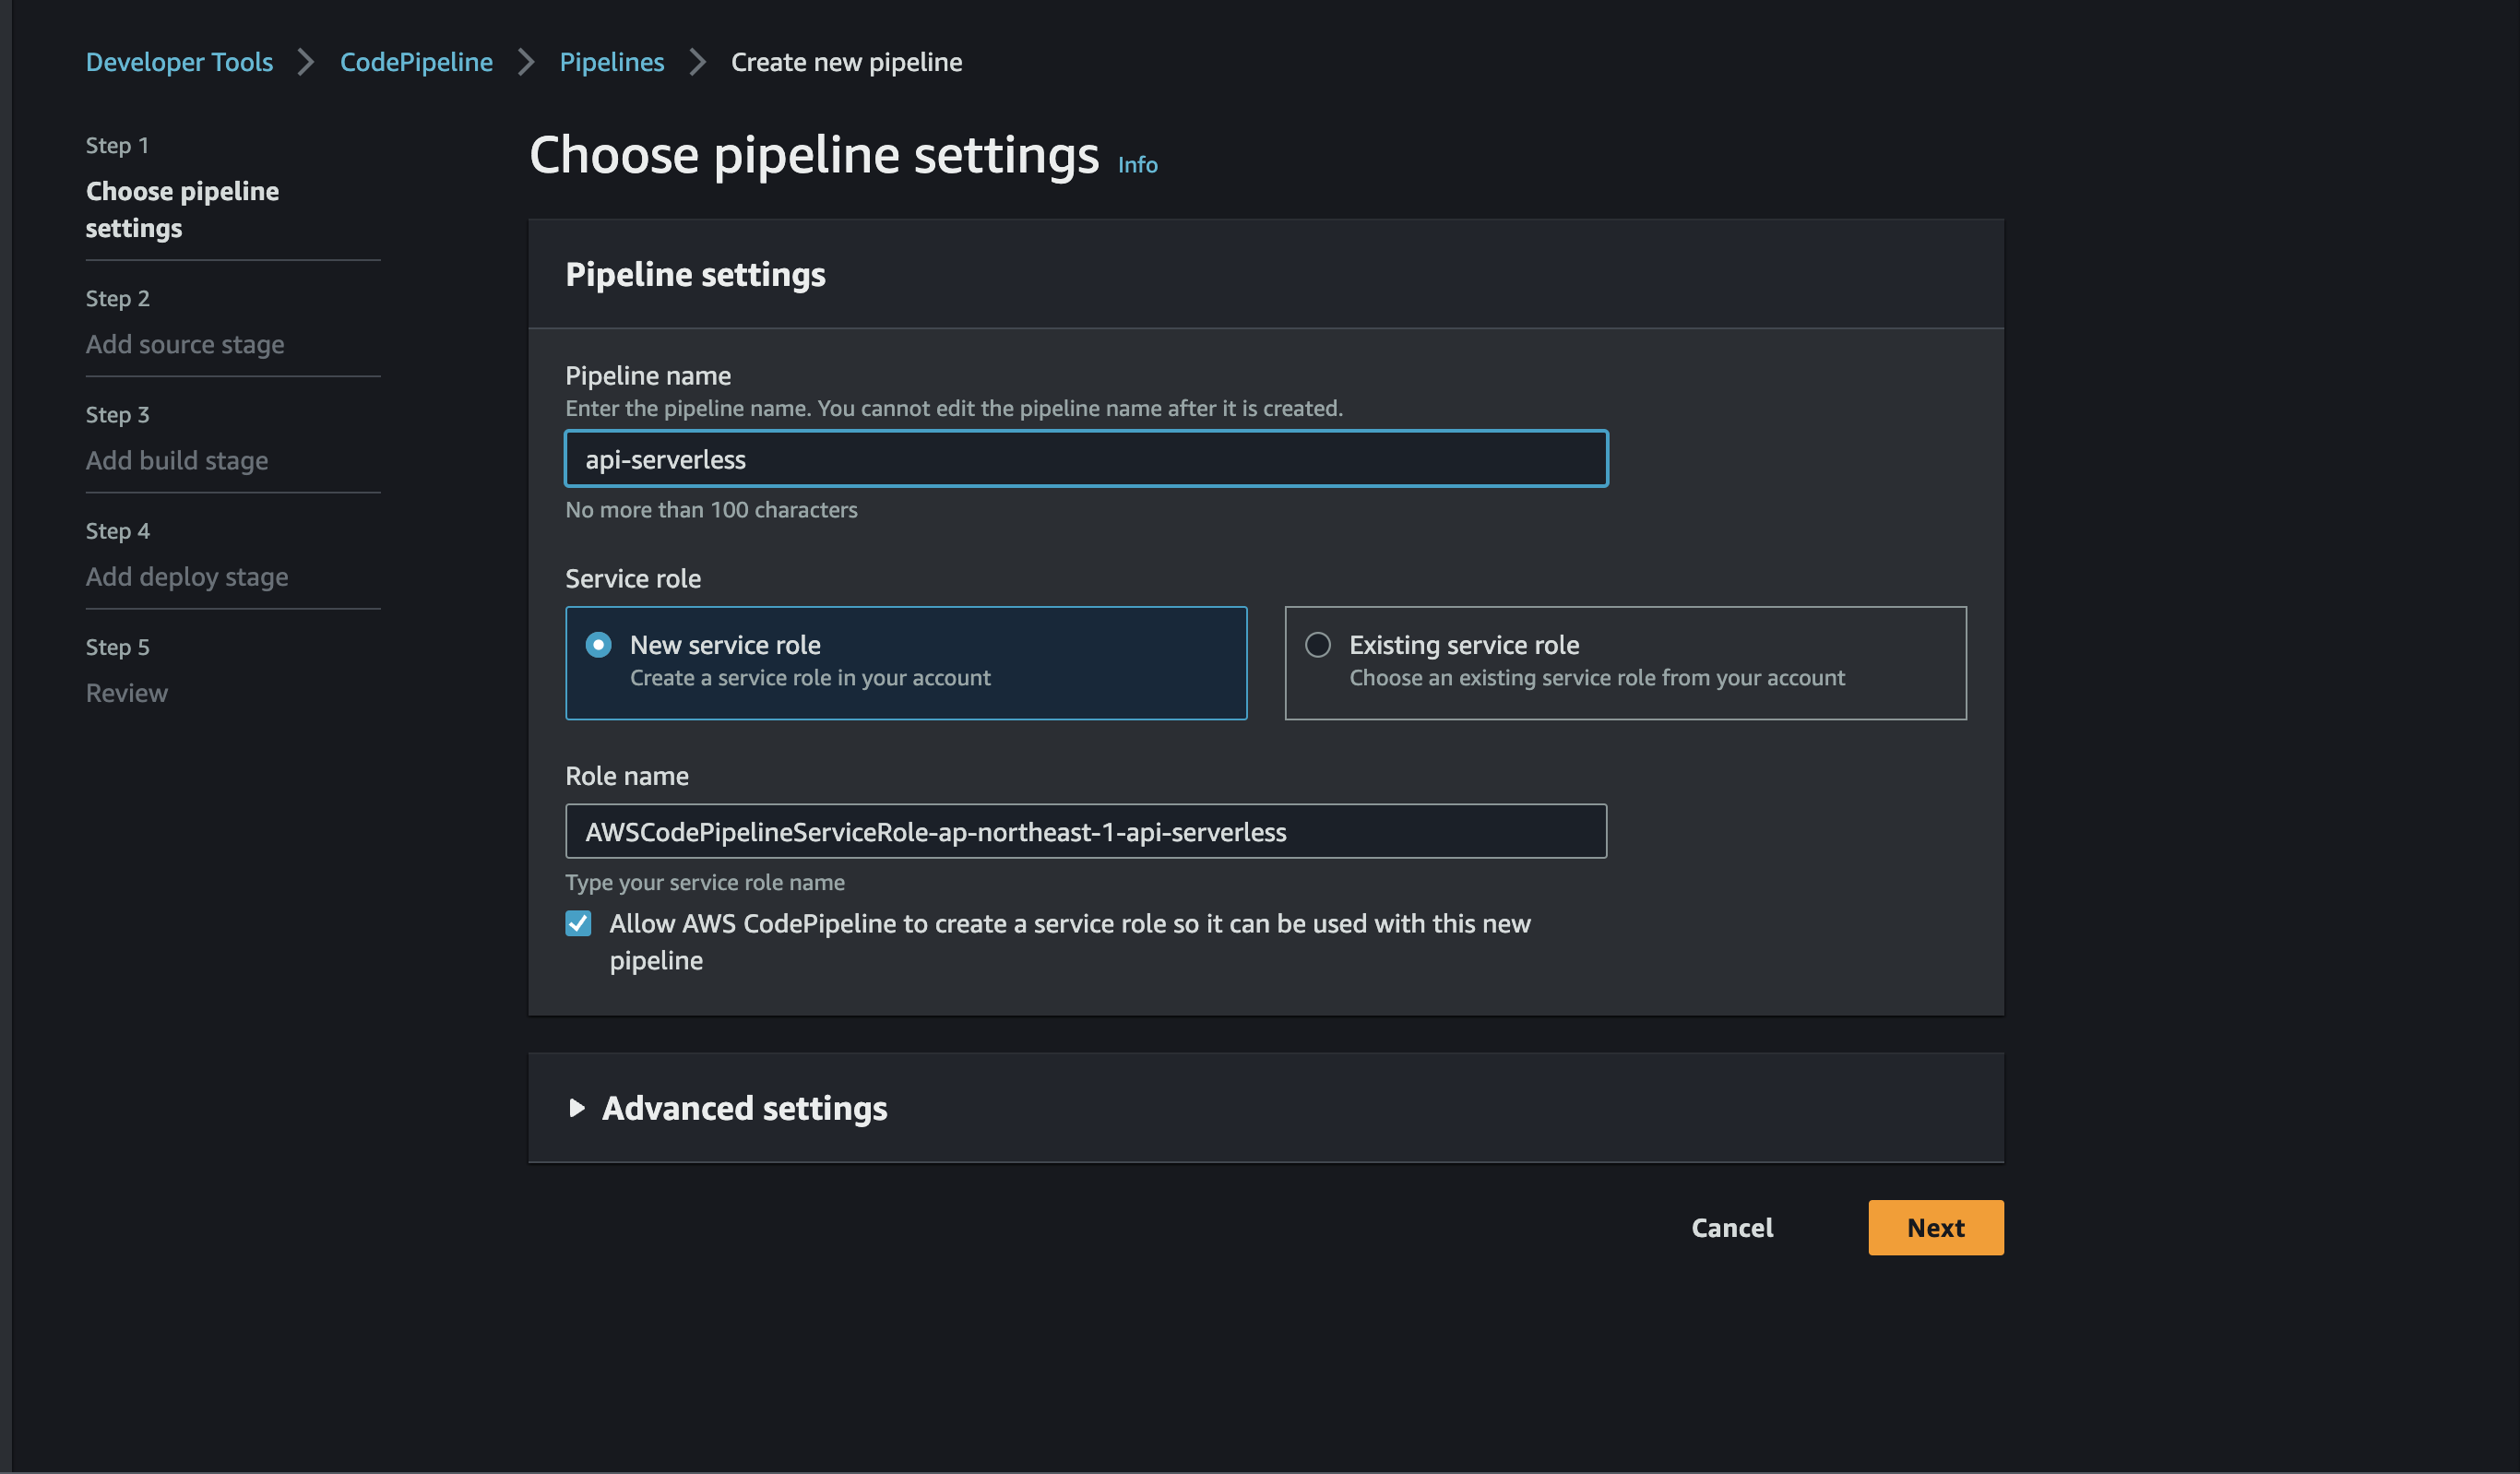 Developer Tools > CodePipeline > Pipelines > Create new pipeline
Step 1
Choose pipeline
settings
Step 2
Add source stage
Step 3
Add build stage
Step 4
Add deploy stage
Step 5
Review
Choose pipeline settings Info
Pipeline settings
Pipeline name
Enter the pipeline name. You cannot edit the pipeline name after it is created.
api-serverless
No more than 100 characters
Service role
New service role
Create a service role in your account
Existing service role
Choose an existing service role from your account
Role name
AWSCodePipelineServiceRole-ap-northeast-1-api-serverless
Type your service role name
Allow AWS CodePipeline to create a service role so it can be used with this new
pipeline
Advanced settings
Cancel
Next